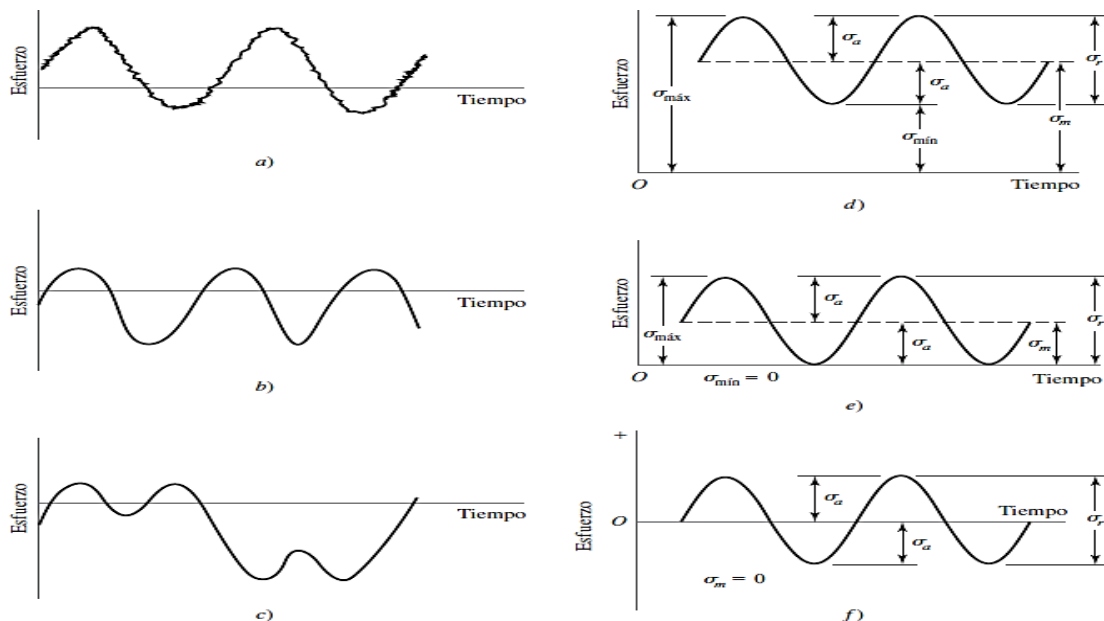 Esfuerzo
Tiempo
a)
Esfuerzo
Tiempo
b)
Esfuerzo
Tiempo
c)
Esfuerzo
σmáx
σa
σa
σmín
σm
σr
O
Tiempo
d)
Esfuerzo
σmáx
σa
σa
σm
σr
O
σmín = 0
Tiempo
e)
+
Esfuerzo
O
σa
σa
Tiempo
σr
σm = 0
f)